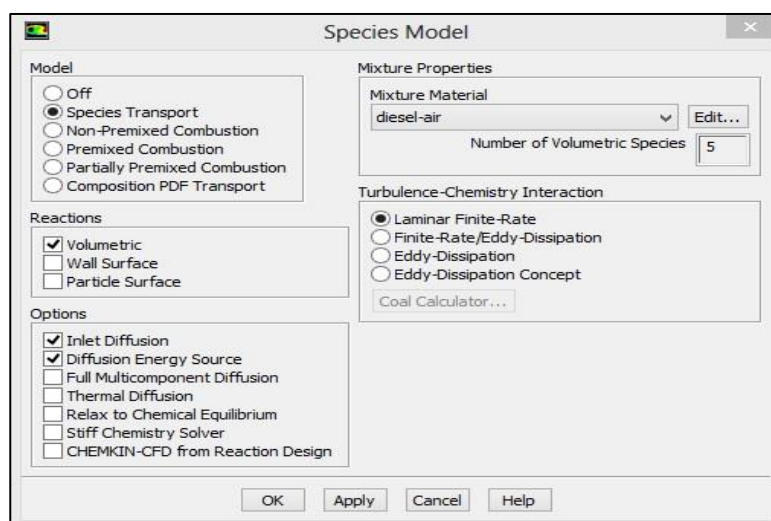 Species Model
Model
Off
Species Transport
Non-Premixed Combustion
Premixed Combustion
Partially Premixed Combustion
Composition PDF Transport
Reactions
Volumetric
Wall Surface
Particle Surface
Options
Inlet Diffusion
Diffusion Energy Source
Full Multicomponent Diffusion
Thermal Diffusion
Relax to Chemical Equilibrium
Stiff Chemistry Solver
CHEMKIN-CFD from Reaction Design
Mixture Properties
Mixture Material
diesel-air Edit...
Number of Volumetric Species 5
Turbulence-Chemistry Interaction
Laminar Finite-Rate
Finite-Rate/Eddy-Dissipation
Eddy-Dissipation
Eddy-Dissipation Concept
Coal Calculator...
OK Apply Cancel Help